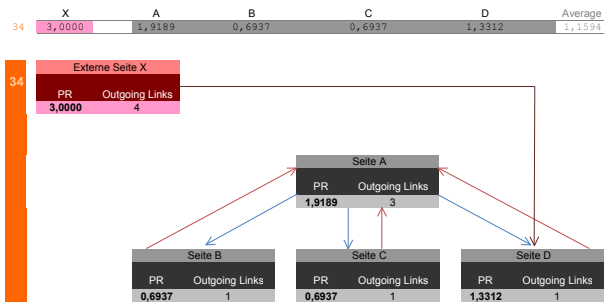 X A B C D Average
34 3,0000 1,9189 0,6937 0,6937 1,3312 1,1594
Externe Seite X
34
PR Outgoing Links
3,0000 4
Seite A
PR Outgoing Links
1,9189 3
Seite B Seite C Seite D
PR Outgoing Links PR Outgoing Links PR Outgoing Links
0,6937 1 0,6937 1 1,3312 1